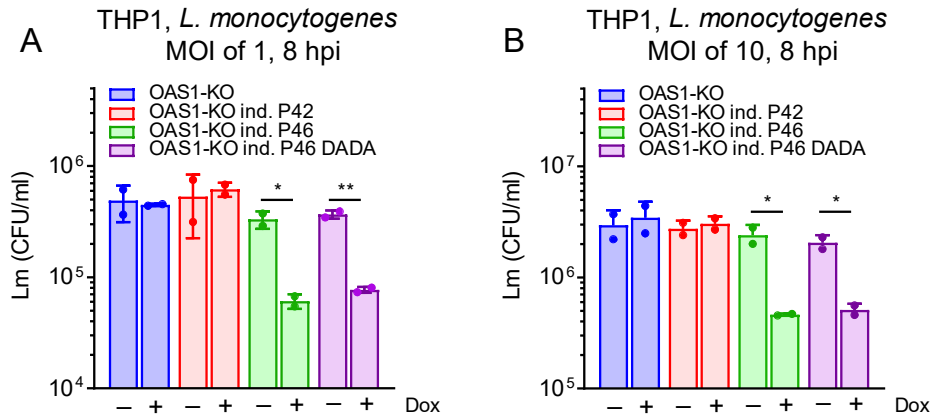 A
THP1, L. monocytogenes
MOI of 1, 8 hpi
OAS1-KO
OAS1-KO ind. P42
OAS1-KO ind. P46
OAS1-KO ind. P46 DADA
Lm (CFU/ml)
10⁶
10⁵
10⁴
* **
– + – + – + – + Dox
B
THP1, L. monocytogenes
MOI of 10, 8 hpi
OAS1-KO
OAS1-KO ind. P42
OAS1-KO ind. P46
OAS1-KO ind. P46 DADA
Lm (CFU/ml)
10⁷
10⁶
10⁵
* *
– + – + – + – + Dox